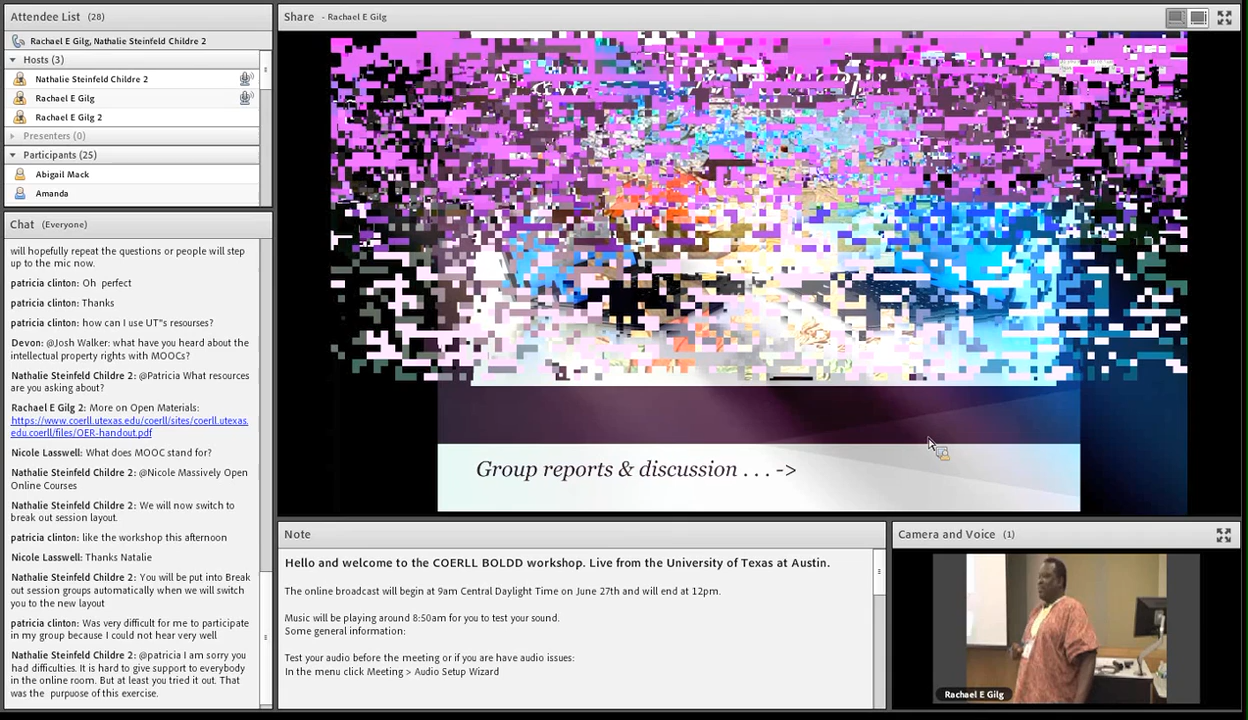 Attendee List (28)
Rachael E Gilg, Nathalie Steinfeld Childre 2
Hosts (3)
Nathalie Steinfeld Childre 2
Rachael E Gilg
Rachael E Gilg 2
Presenters (0)
Participants (25)
Abigail Mack
Amanda
Chat (Everyone)
will hopefully repeat the questions or people will step
up to the mic now.
patricia clinton: Oh perfect
patricia clinton: Thanks
patricia clinton: how can I use UT"s resourses?
Devon: @Josh Walker: what have you heard about the
intellectual property rights with MOOCs?
Nathalie Steinfeld Childre 2: @Patricia What resources
are you asking about?
Rachael E Gilg 2: More on Open Materials:
https://www.coerll.utexas.edu/coerll/sites/coerll.utexas.
edu.coerll/files/OER-handout.pdf
Nicole Lasswell: What does MOOC stand for?
Nathalie Steinfeld Childre 2: @Nicole Massively Open
Online Courses
Nathalie Steinfeld Childre 2: We will now switch to
break out session layout.
patricia clinton: like the workshop this afternoon
Nicole Lasswell: Thanks Natalie
Nathalie Steinfeld Childre 2: You will be put into Break
out session groups automatically when we will switch
you to the new layout
patricia clinton: Was very difficult for me to participate
in my group because I could not hear very well
Nathalie Steinfeld Childre 2: @patricia I am sorry you
had difficulties. It is hard to give support to everybody
in the online room. But at least you tried it out. That
was the purpuose of this exercise.
Share - Rachael E Gilg
Group reports & discussion . . . ->
Note
Hello and welcome to the COERLL BOLDD workshop. Live from the University of Texas at Austin.
The online broadcast will begin at 9am Central Daylight Time on June 27th and will end at 12pm.
Music will be playing around 8:50am for you to test your sound.
Some general information:
Test your audio before the meeting or if you are have audio issues:
In the menu click Meeting > Audio Setup Wizard
Camera and Voice (1)
Rachael E Gilg